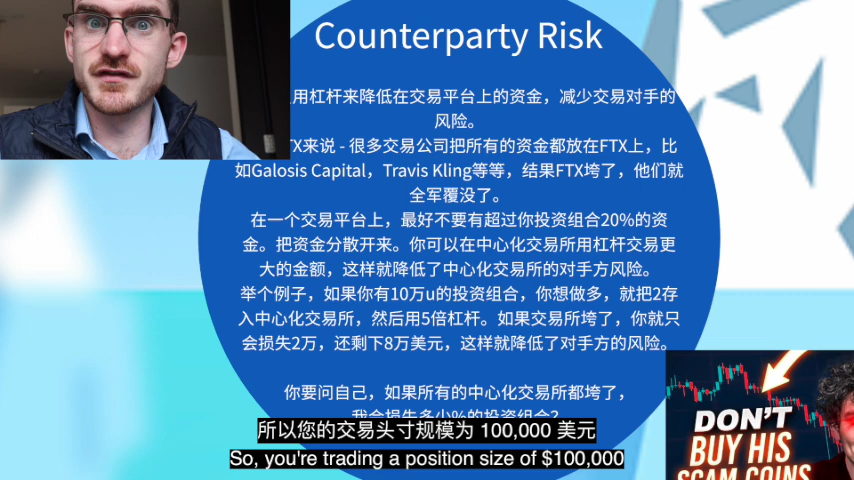 Counterparty Risk
用杠杆来降低在交易平台上的资金，减少交易对手的
风险。
TX来说 - 很多交易公司把所有的资金都放在FTX上，比
如Galosis Capital，Travis Kling等等，结果FTX垮了，他们就
全军覆没了。
在一个交易平台上，最好不要有超过你投资组合20%的资
金。把资金分散开来。你可以在中心化交易所用杠杆交易更
大的金额，这样就降低了中心化交易所的对手方风险。
举个例子，如果你有10万u的投资组合，你想做多，就把2存
入中心化交易所，然后用5倍杠杆。如果交易所垮了，你就只
会损失2万，还剩下8万美元，这样就降低了对手方的风险。
你要问自己，如果所有的中心化交易所都垮了，
我会损失多少%的投资组合？
所以您的交易头寸规模为 100,000 美元
So, you're trading a position size of $100,000
DON'T
BUY HIS
SCAM COINS